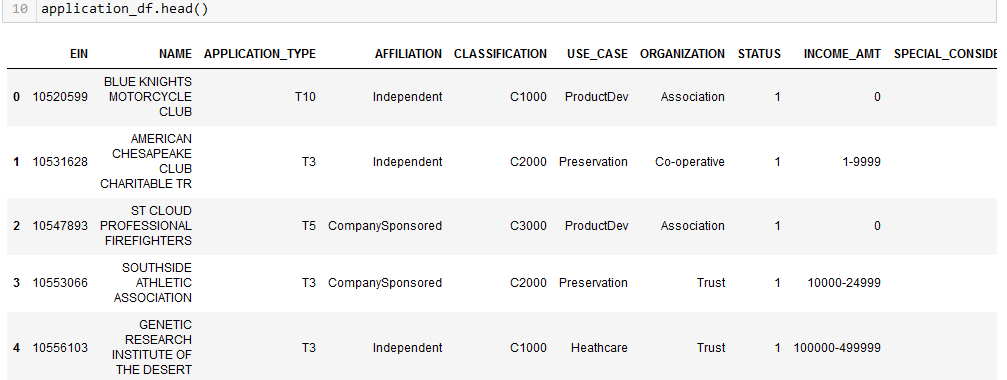 10 application_df.head()
EIN NAME APPLICATION_TYPE AFFILIATION CLASSIFICATION USE_CASE ORGANIZATION STATUS INCOME_AMT SPECIAL_CONSIDE
0 10520599 BLUE KNIGHTS MOTORCYCLE CLUB T10 Independent C1000 ProductDev Association 1 0
1 10531628 AMERICAN CHESAPEAKE CLUB CHARITABLE TR T3 Independent C2000 Preservation Co-operative 1 1-9999
2 10547893 ST CLOUD PROFESSIONAL FIREFIGHTERS T5 CompanySponsored C3000 ProductDev Association 1 0
3 10553066 SOUTHSIDE ATHLETIC ASSOCIATION T3 CompanySponsored C2000 Preservation Trust 1 10000-24999
4 10556103 GENETIC RESEARCH INSTITUTE OF THE DESERT T3 Independent C1000 Heathcare Trust 1 100000-499999